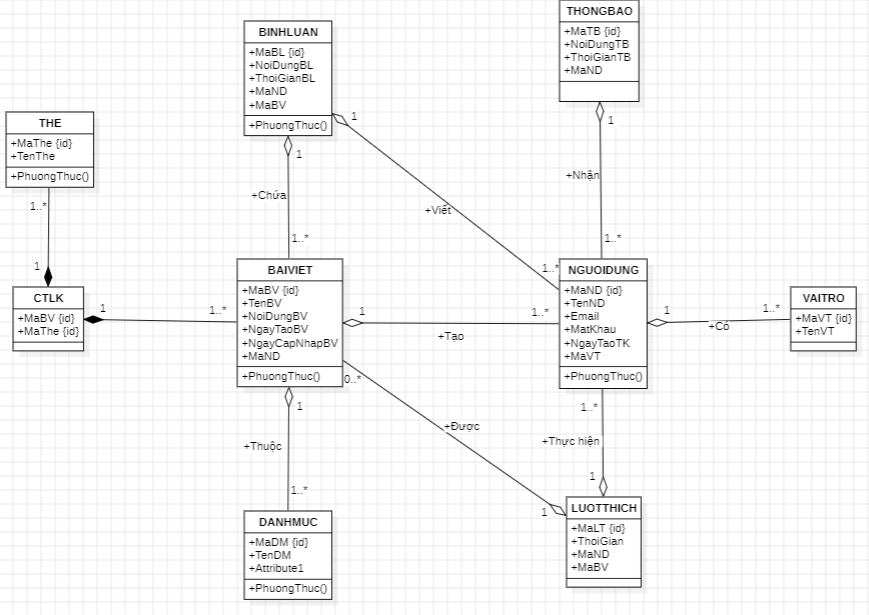 BINHLUAN
+MaBL {id}
+NoiDungBL
+ThoiGianBL
+MaND
+MaBV
+PhuongThuc()
THONGBAO
+MaTB {id}
+NoiDungTB
+ThoiGianTB
+MaND
THE
+MaThe {id}
+TenThe
+PhuongThuc()
1
1
1
+Nhận
+Chứa
1..*
+Viết
1..*
1..*
1..*
1
CTLK
+MaBV {id}
+MaThe {id}
1
1..*
BAIVIET
+MaBV {id}
+TenBV
+NoiDungBV
+NgayTaoBV
+NgayCapNhapBV
+MaND
+PhuongThuc()
1
1..*
+Tạo
NGUOIDUNG
+MaND {id}
+TenND
+Email
+MatKhau
+NgayTaoTK
+MaVT
+PhuongThuc()
1
1..*
+Có
VAITRO
+MaVT {id}
+TenVT
0..*
1
1..*
+Được
+Thuộc
+Thực hiện
1..*
1
1
DANHMUC
+MaDM {id}
+TenDM
+Attribute1
+PhuongThuc()
LUOTTHICH
+MaLT {id}
+ThoiGian
+MaND
+MaBV